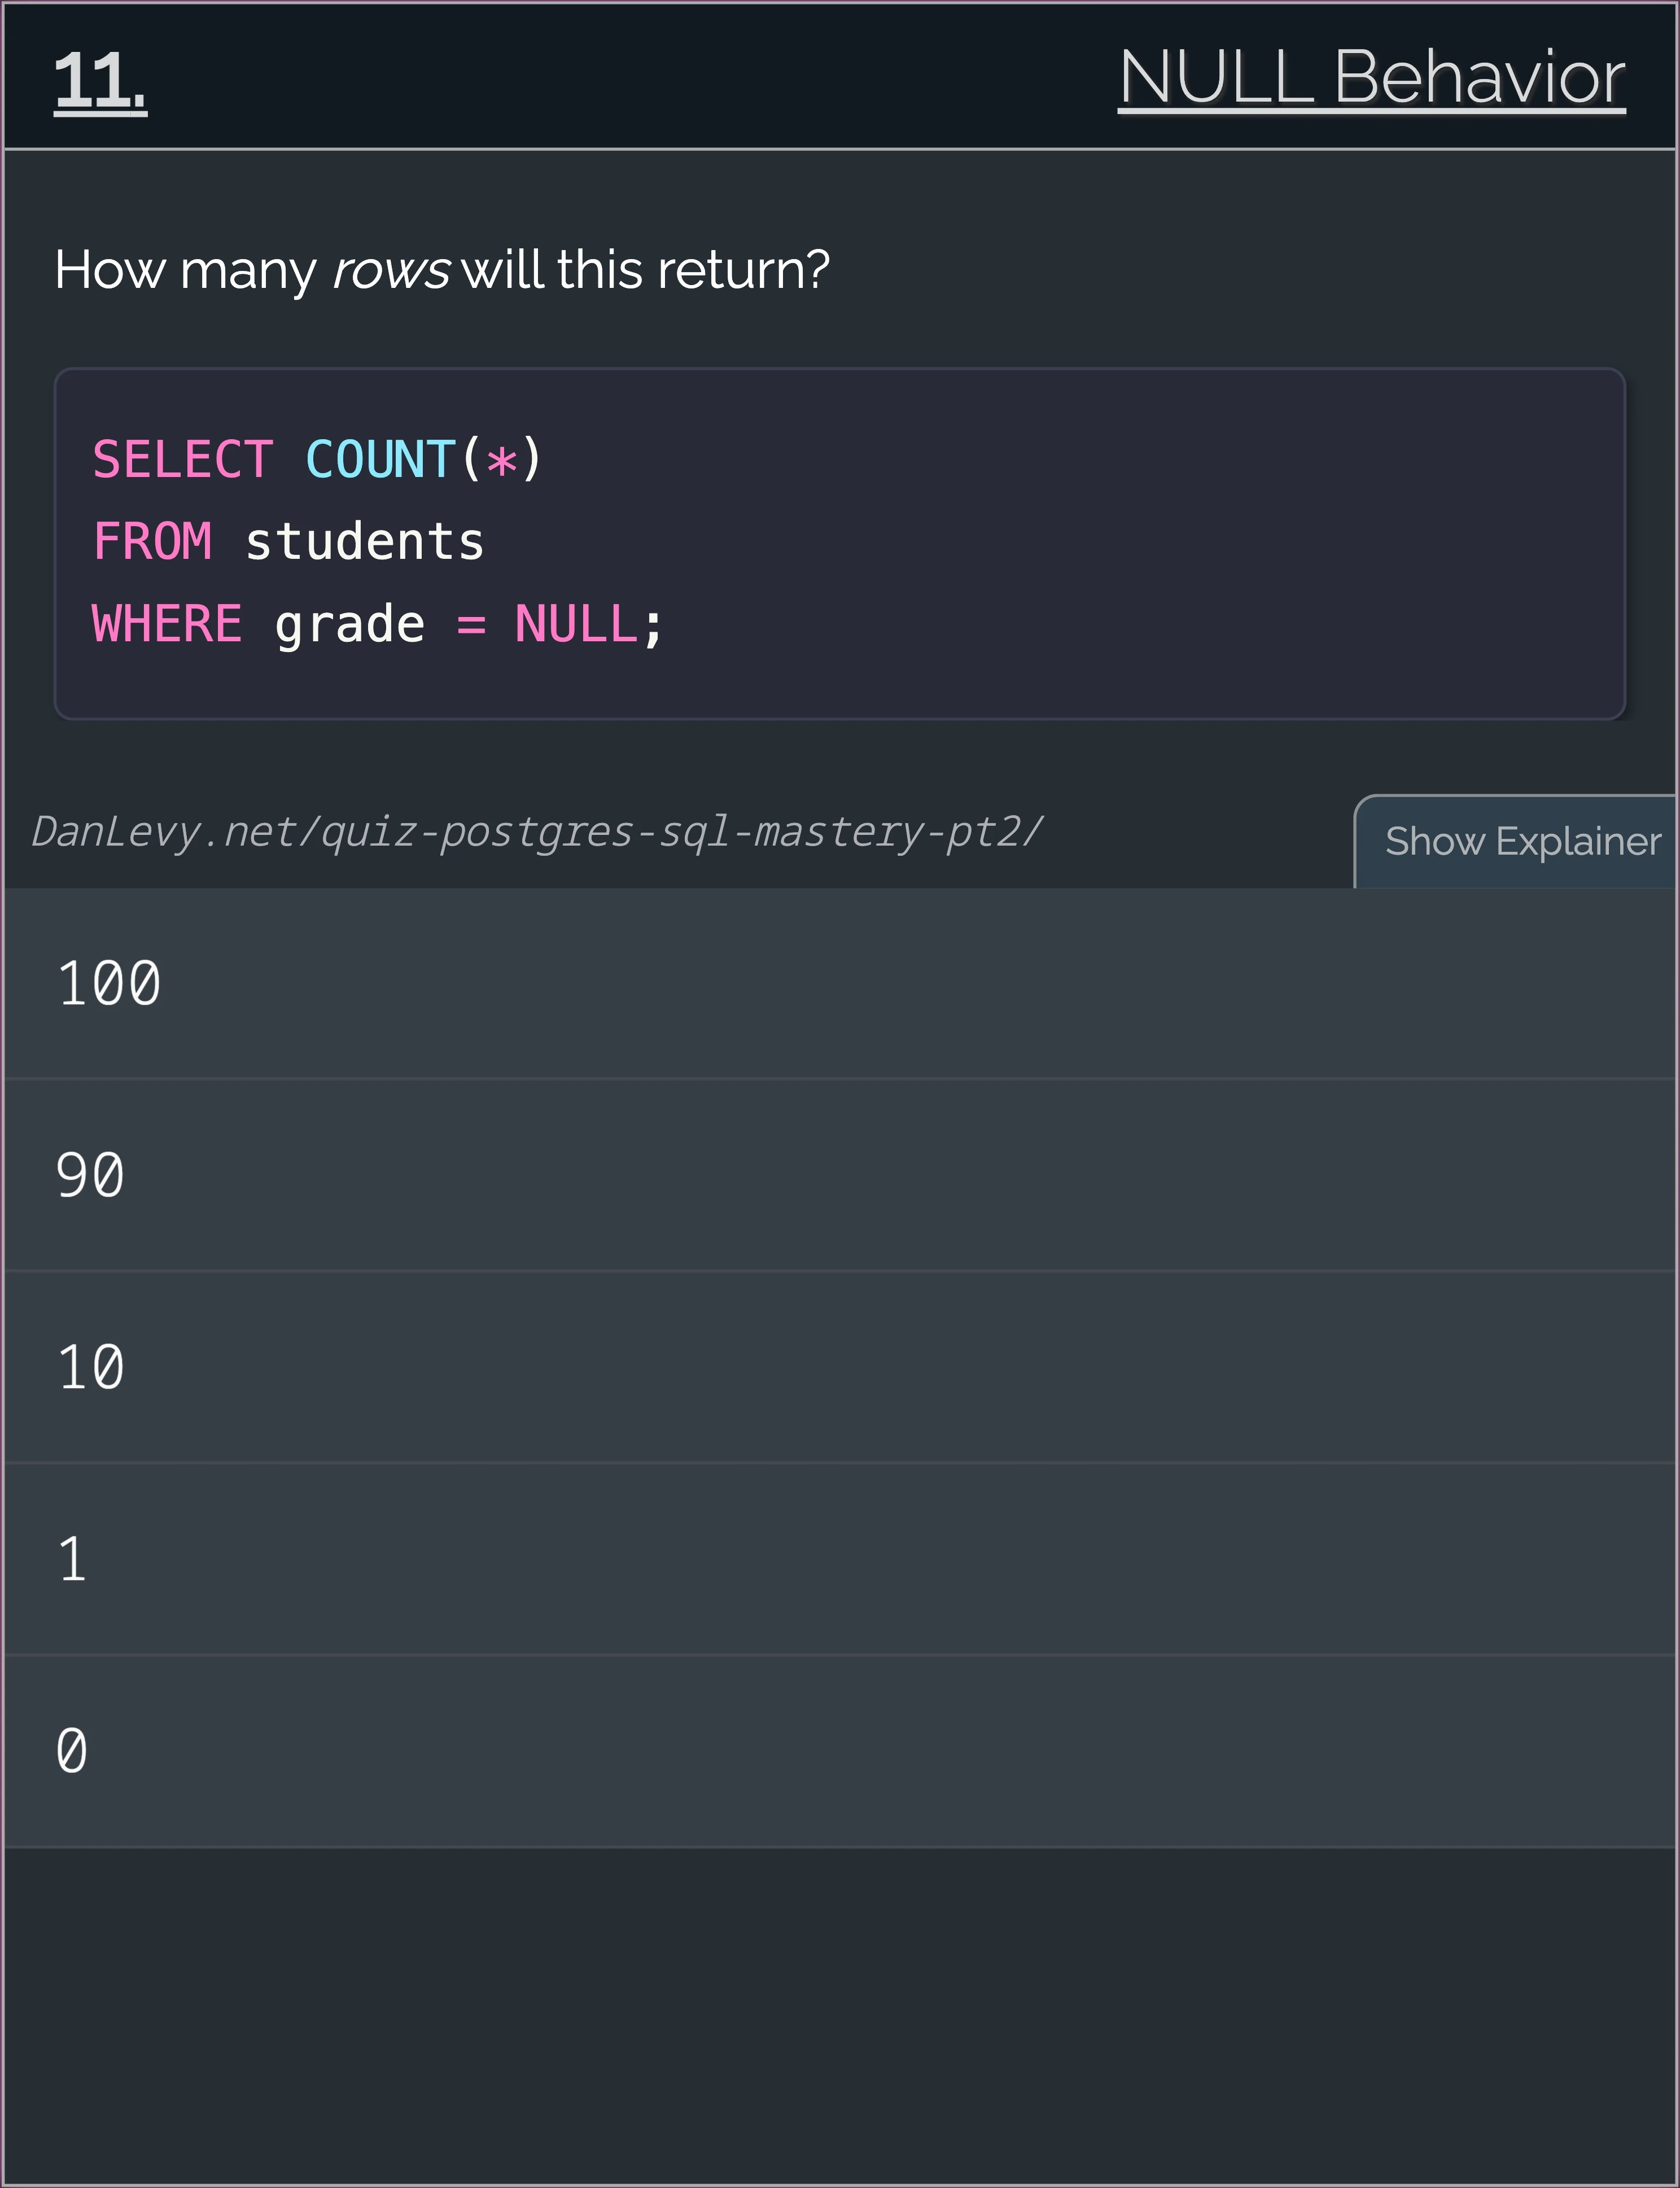 11.
NULL Behavior
How many rows will this return?
SELECT COUNT(*)
FROM students
WHERE grade = NULL;
DanLevy.net/quiz-postgres-sql-mastery-pt2/
Show Explainer
100
90
10
1
0